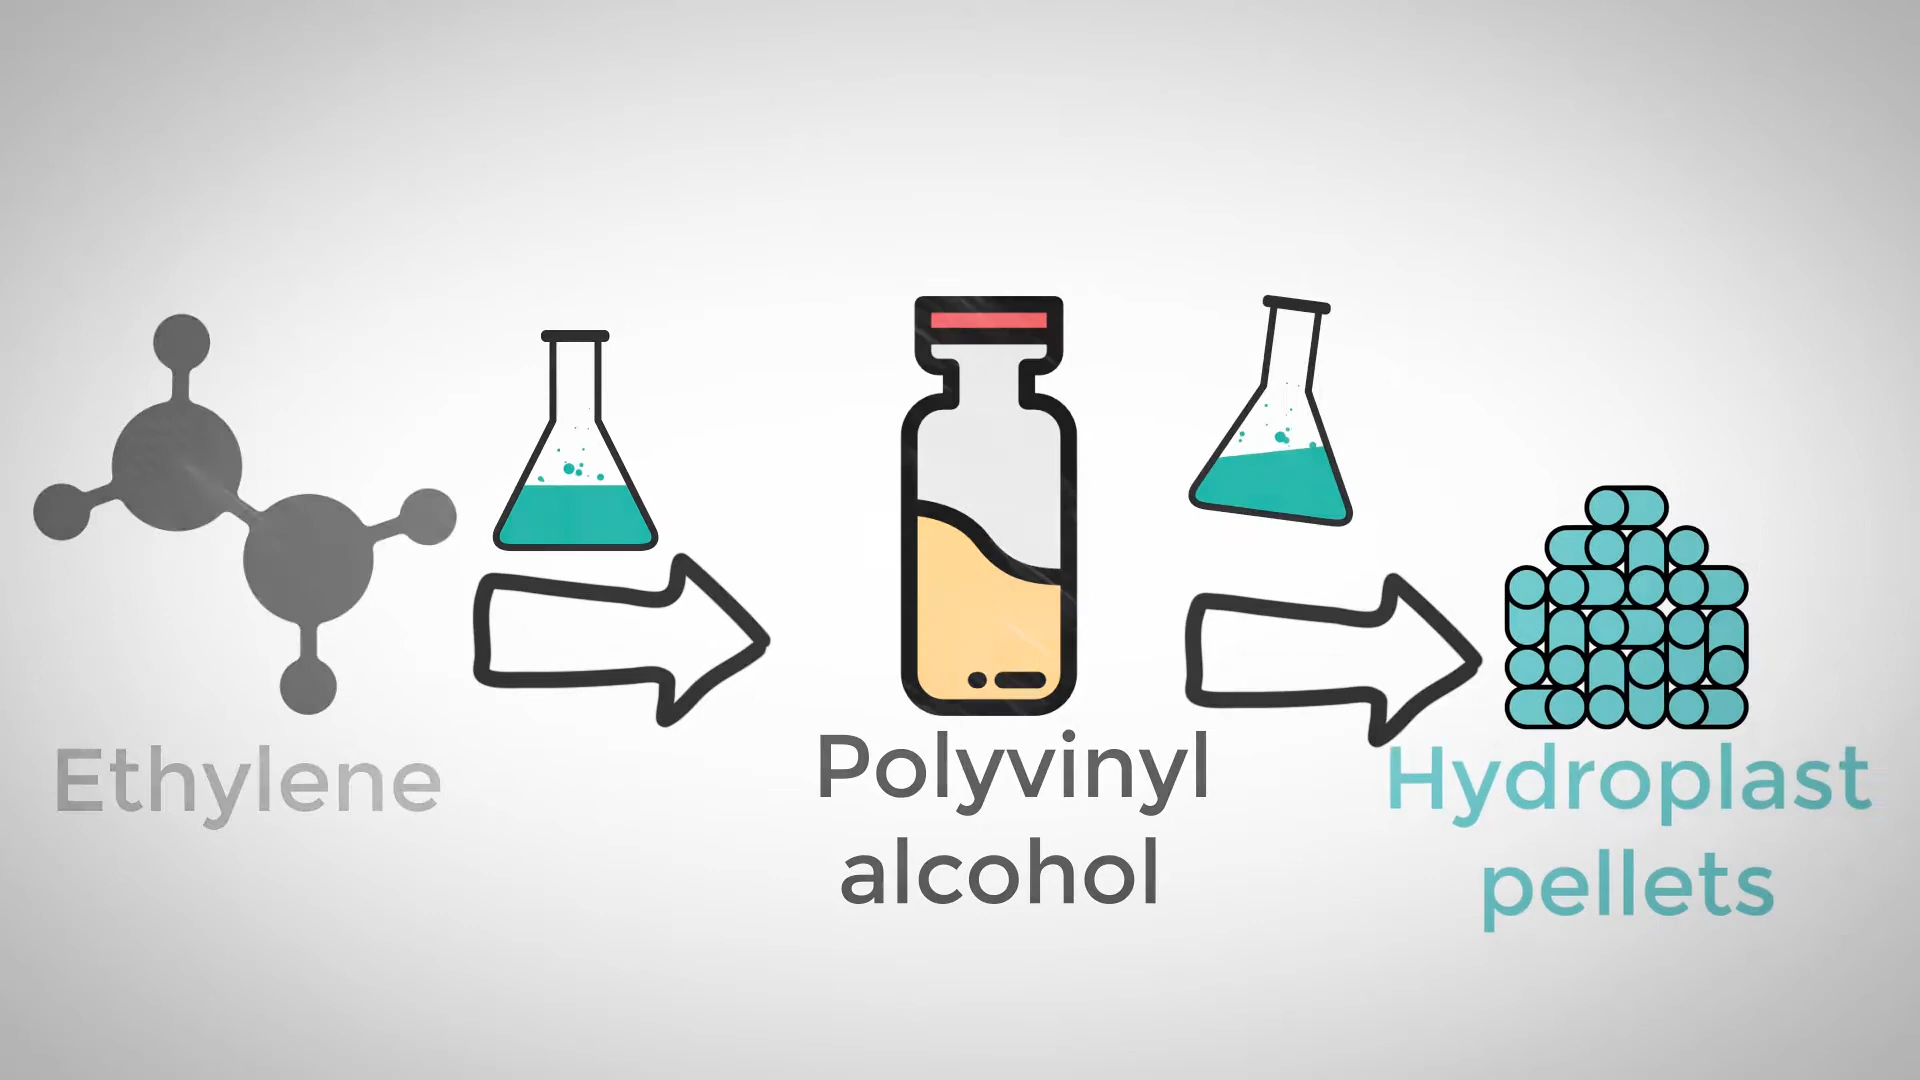 Ethylene
Polyvinyl
alcohol
Hydroplast
pellets